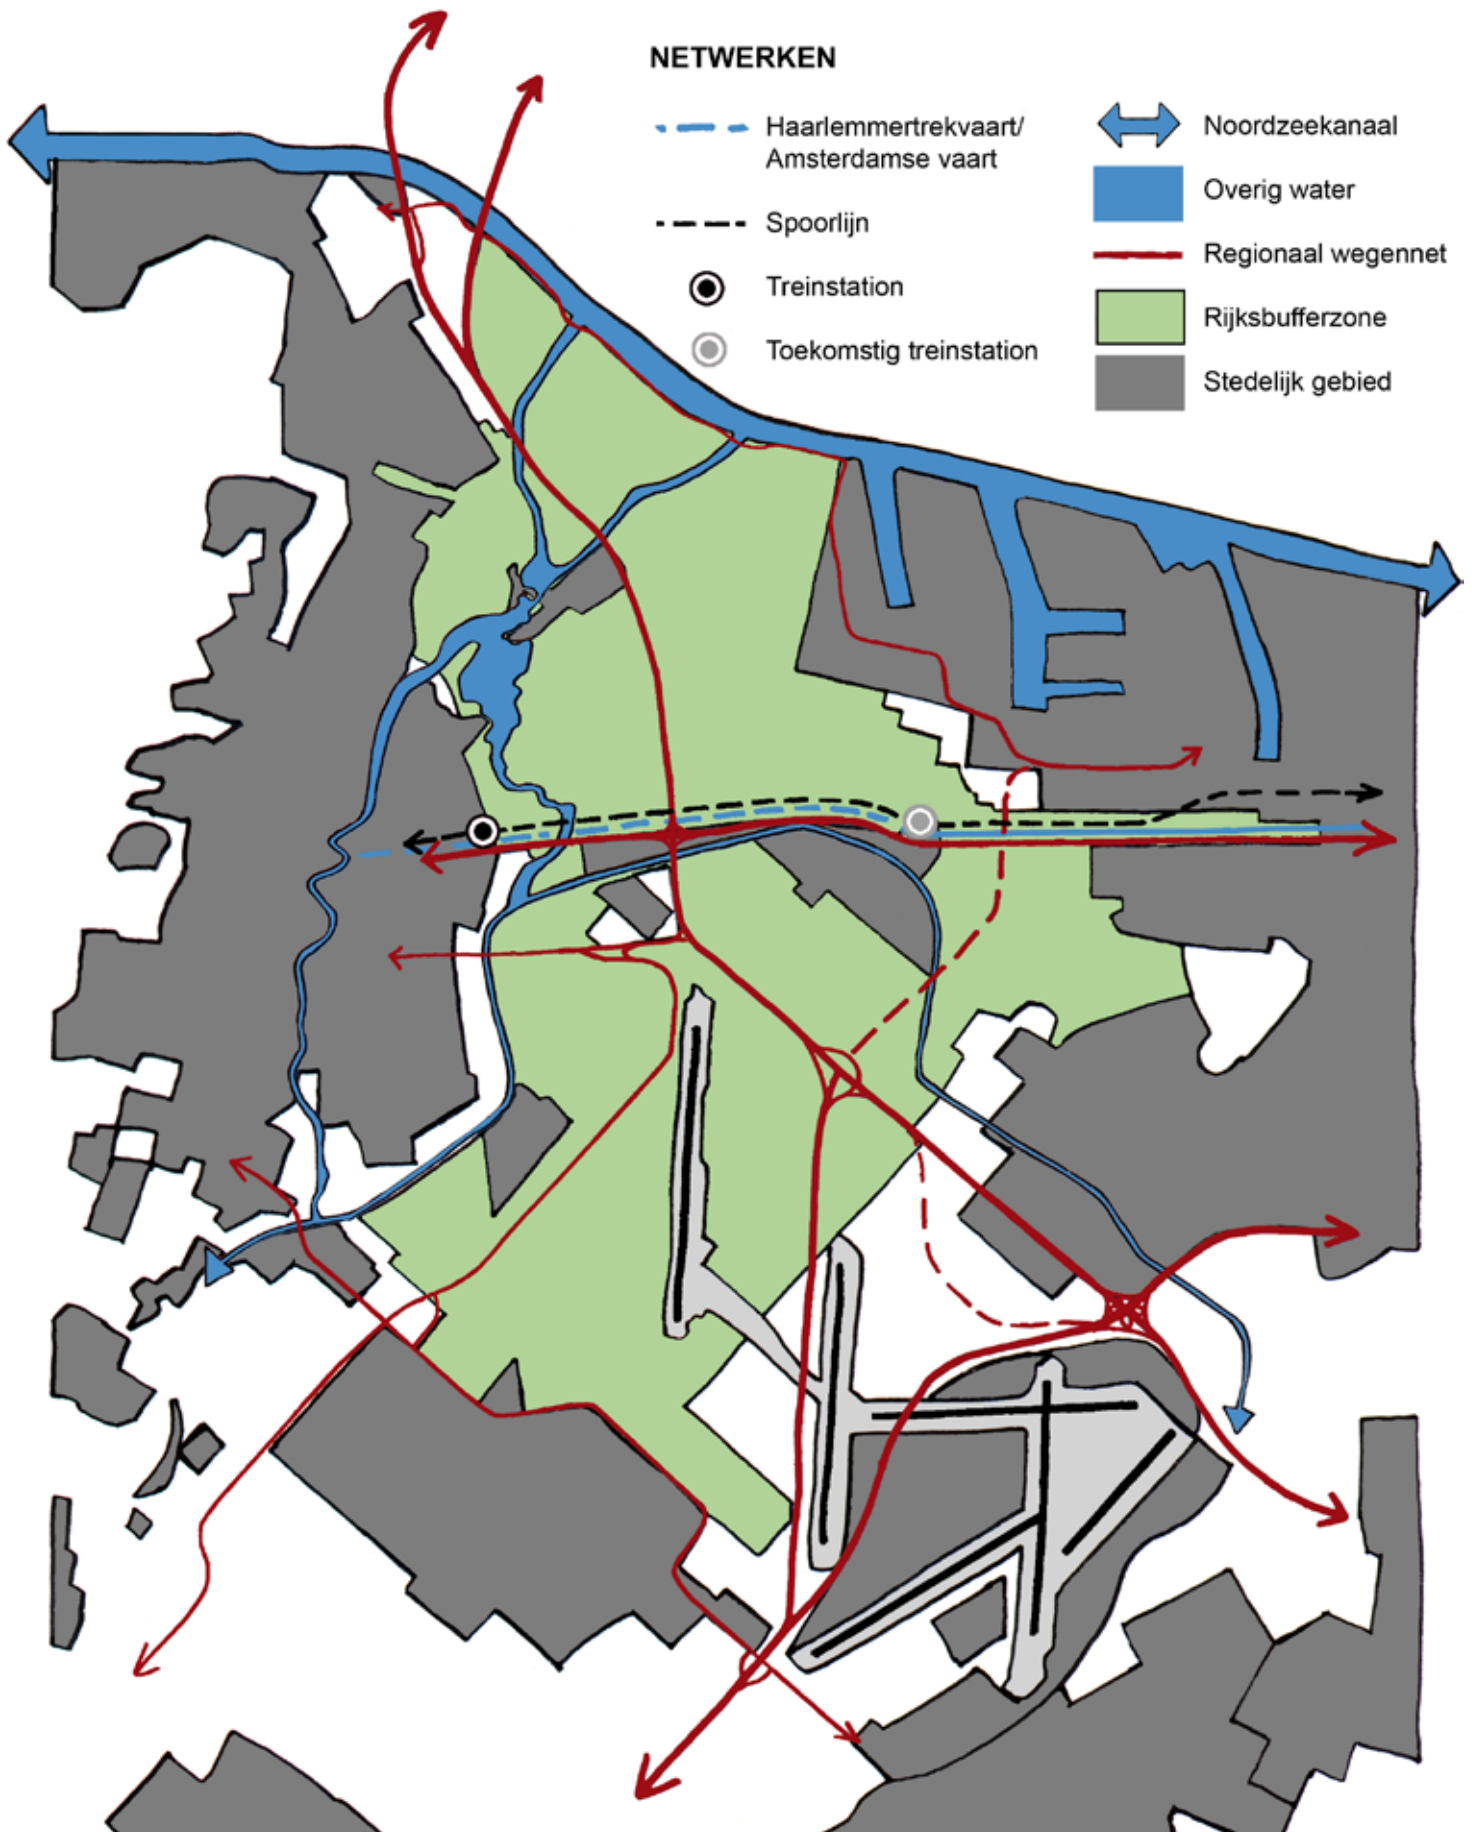 NETWERKEN
Haarlemmertrekvaart/
Amsterdamse vaart
Spoorlijn
Treinstation
Toekomstig treinstation
Noordzeekanaal
Overig water
Regionaal wegennet
Rijksbufferzone
Stedelijk gebied